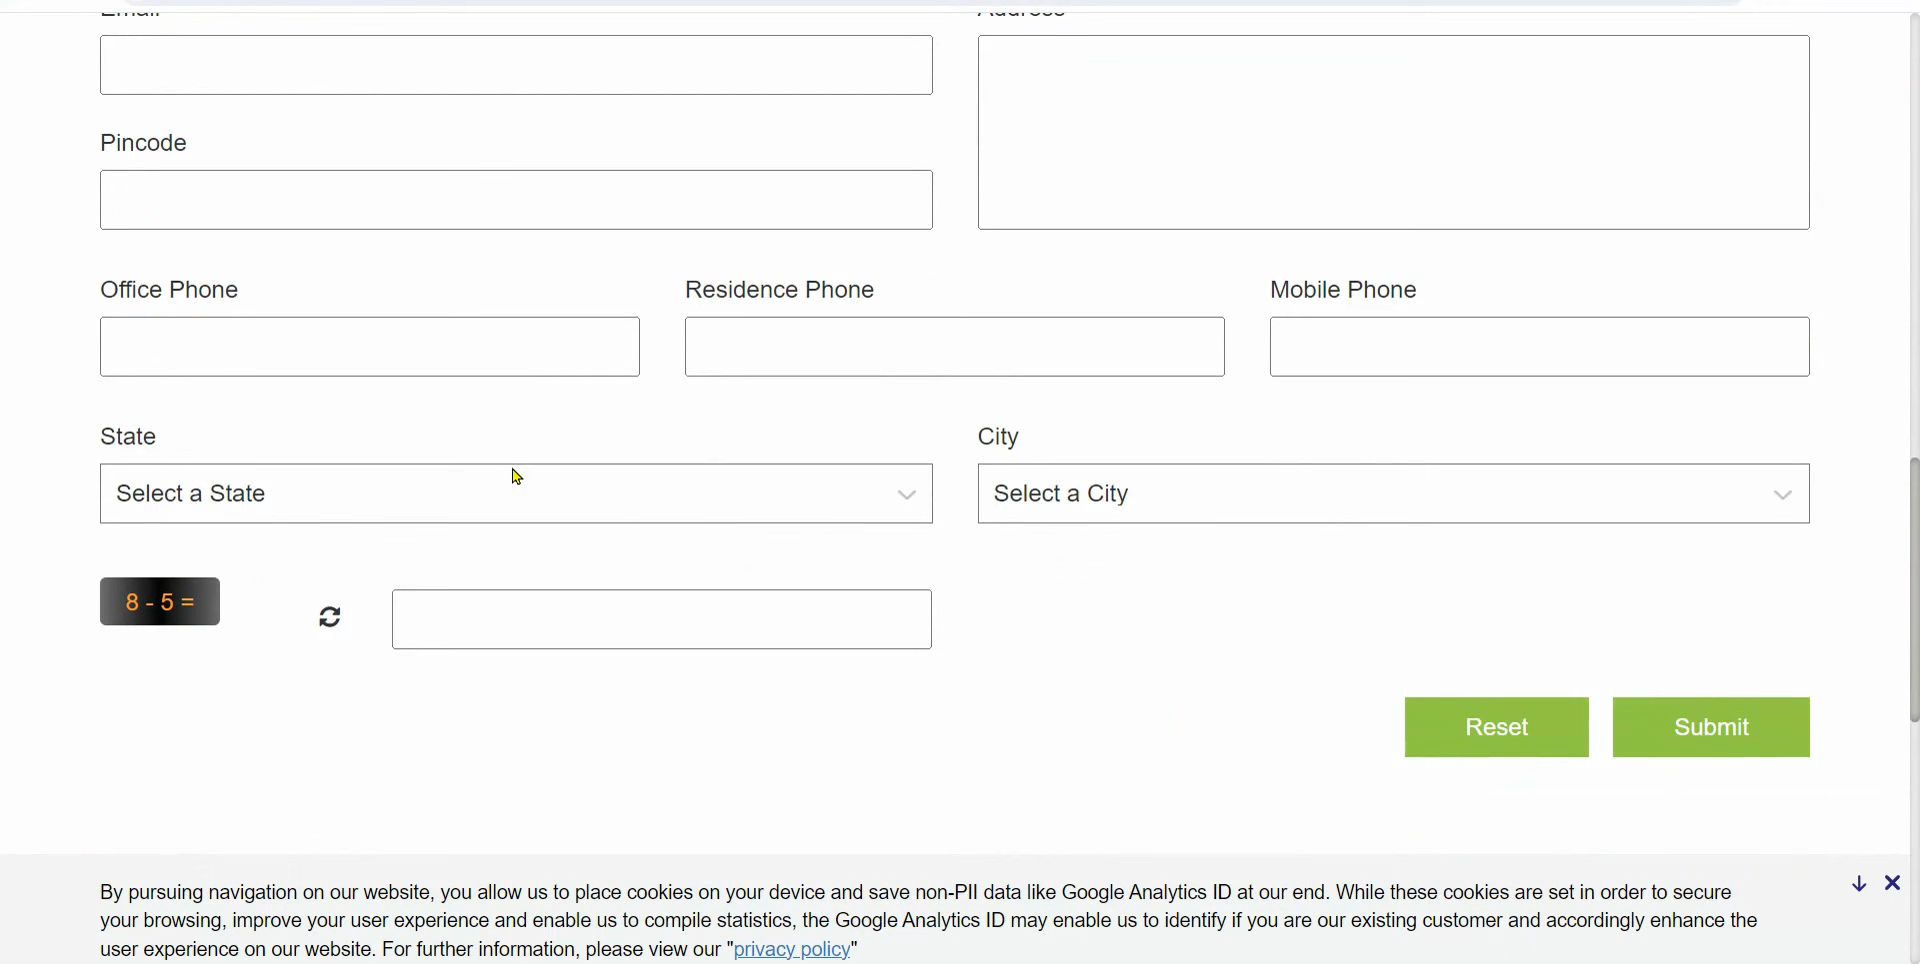 Email Address
Pincode
Office Phone Residence Phone Mobile Phone
State City
Select a State Select a City
8 - 5 =
Reset Submit
By pursuing navigation on our website, you allow us to place cookies on your device and save non-PII data like Google Analytics ID at our end. While these cookies are set in order to secure
your browsing, improve your user experience and enable us to compile statistics, the Google Analytics ID may enable us to identify if you are our existing customer and accordingly enhance the
user experience on our website. For further information, please view our "privacy policy"